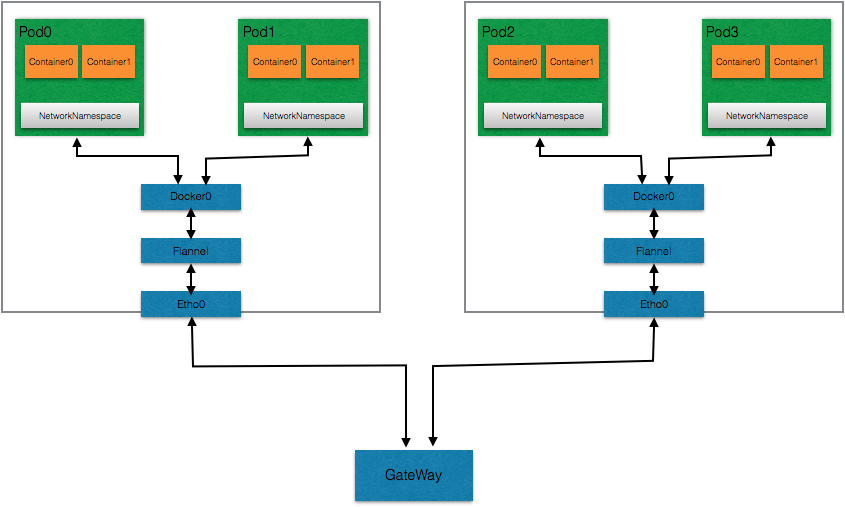 Pod0
Pod1
Pod2
Pod3
Container0
Container1
Container0
Container1
Container0
Container1
Container0
Container1
NetworkNamespace
NetworkNamespace
NetworkNamespace
NetworkNamespace
Docker0
Docker0
Flannel
Flannel
Etho0
Etho0
GateWay